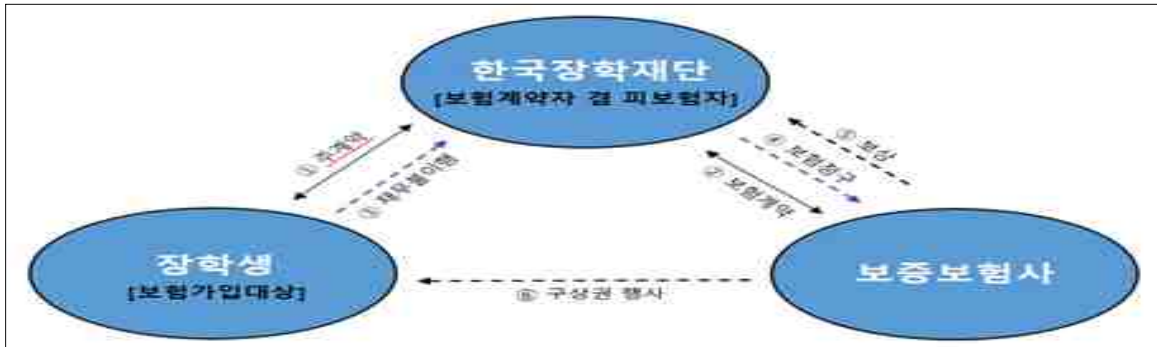 한국장학재단
[보험계약자 겸 피보험자]
① 주계약
③ 채무불이행
⑤ 보상
④ 보험청구
② 보험계약
장학생
[보험가입대상]
보증보험사
⑥ 구상권 행사